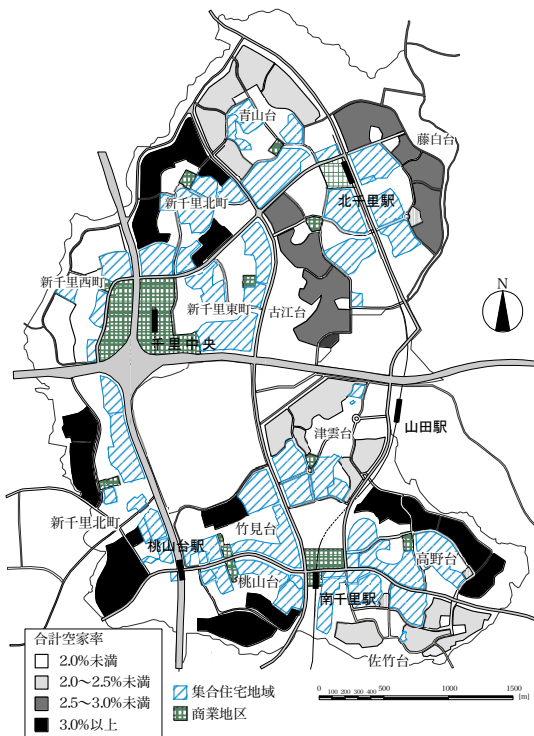 青山台
藤白台
北千里駅
新千里北町
新千里西町
新千里東町
古江台
N
千里中央
山田駅
津雲台
新千里北町
竹見台
桃山台駅
高野台
桃山台
南千里駅
佐竹台
合計空家率
2.0%未満
2.0〜2.5%未満
2.5〜3.0%未満
3.0%以上
集合住宅地域
商業地区
0 100 200 300 400 500 1000 1500
[m]